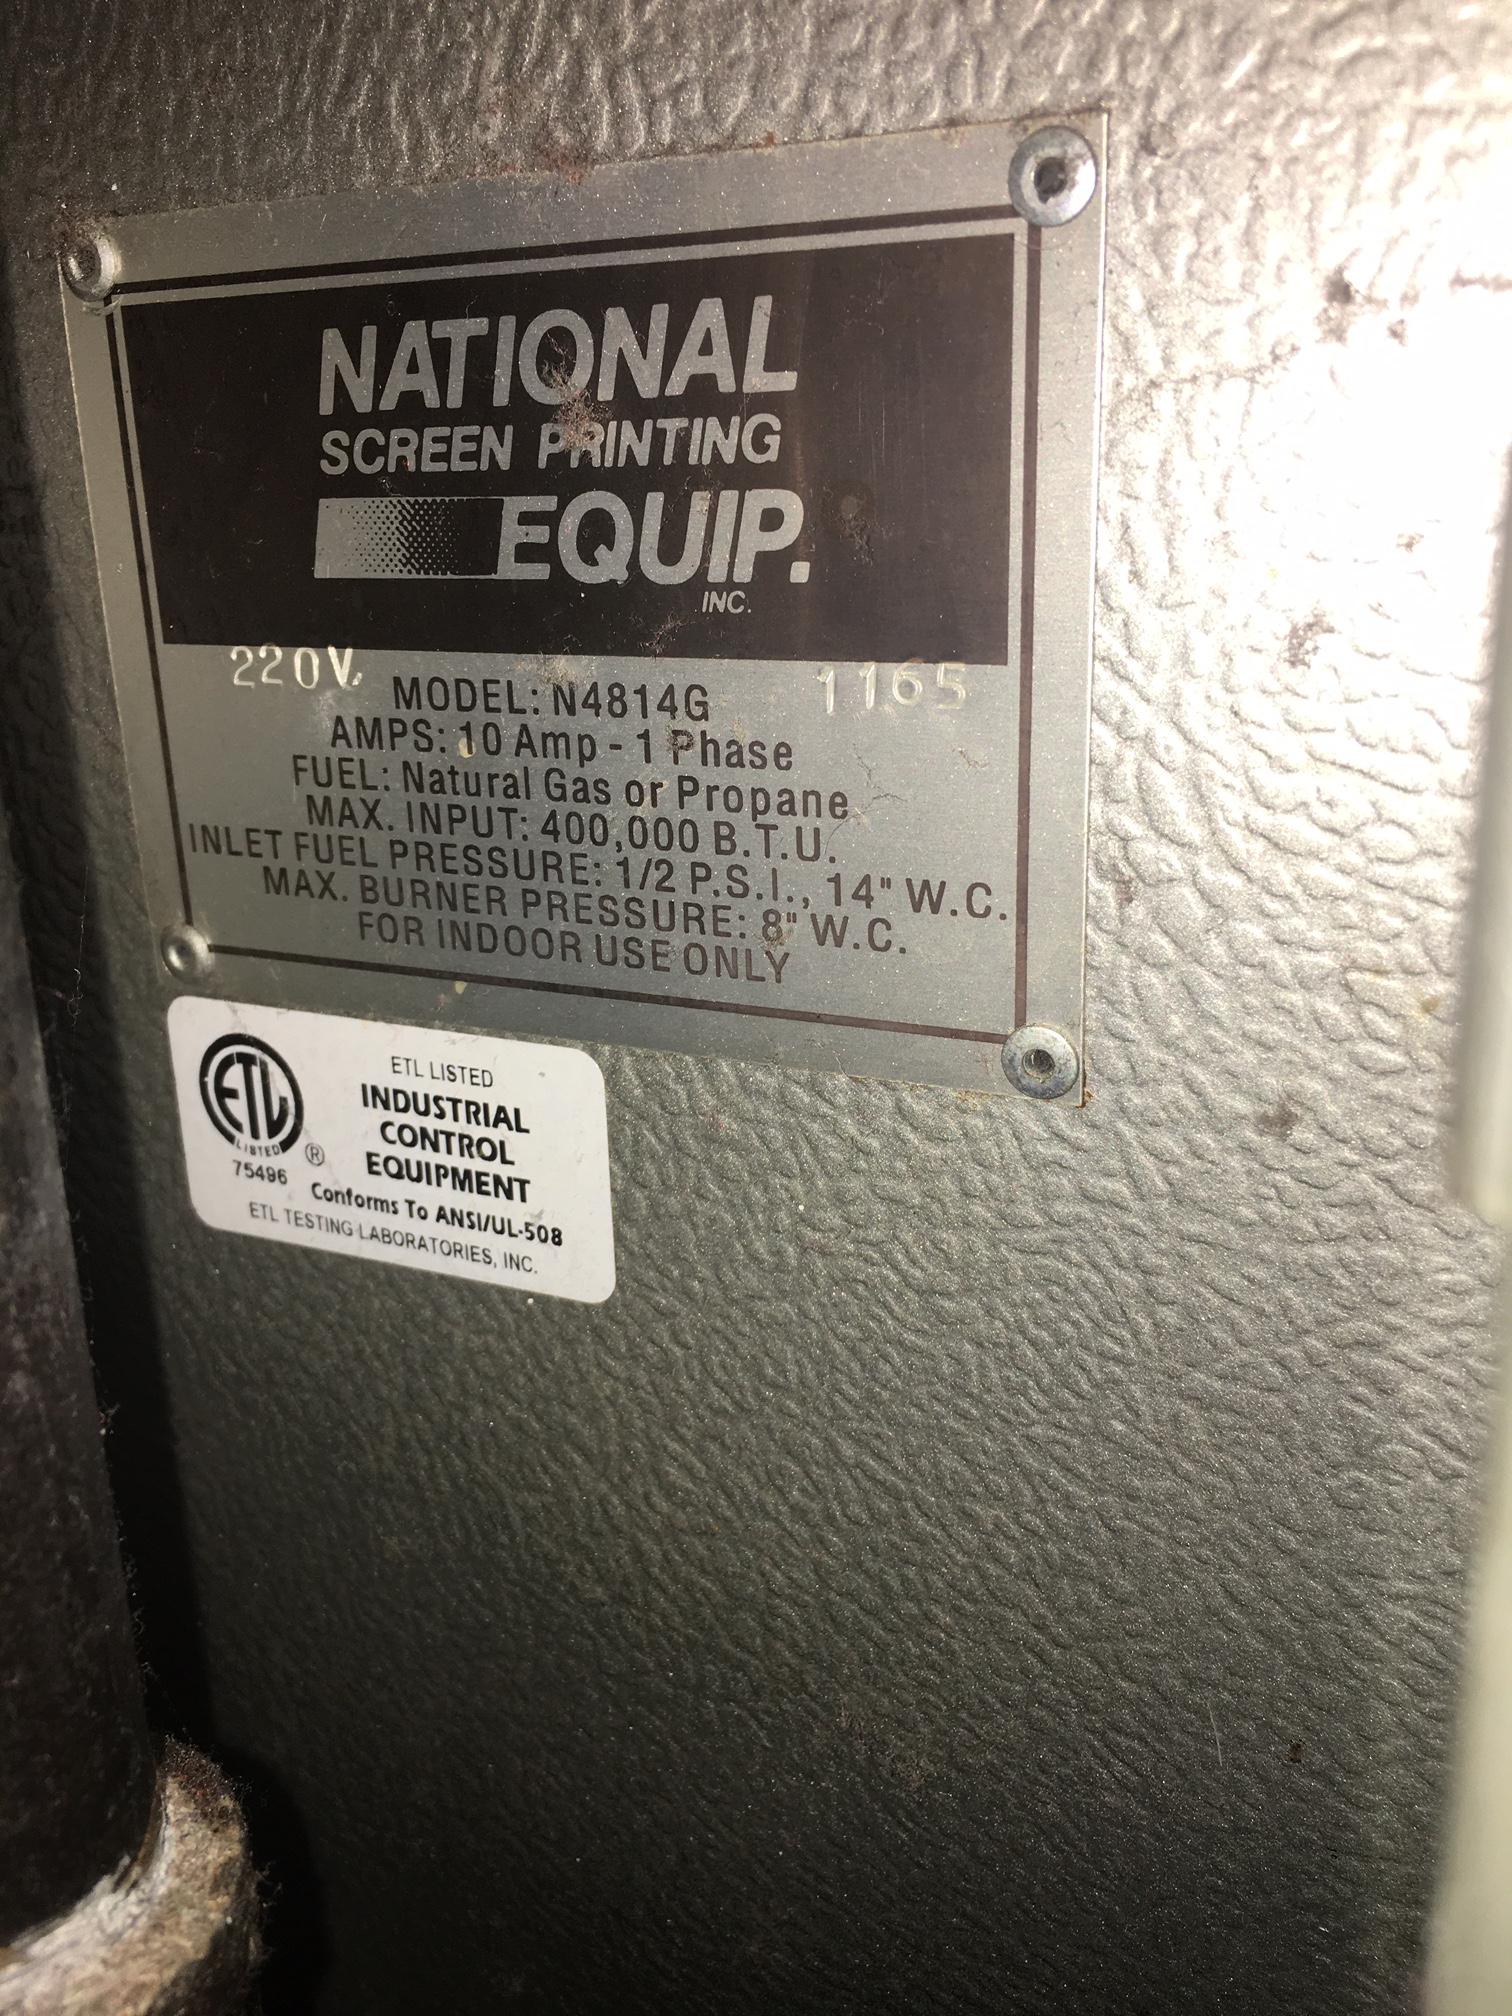 NATIONAL
SCREEN PRINTING
EQUIP.
INC.
220V.
1165
MODEL: N4814G
AMPS: 10 Amp - 1 Phase
FUEL: Natural Gas or Propane
MAX. INPUT: 400,000 B.T.U.
INLET FUEL PRESSURE: 1/2 P.S.I., 14" W.C.
MAX. BURNER PRESSURE: 8" W.C.
FOR INDOOR USE ONLY
ETL
LISTED
®
75496
ETL LISTED
INDUSTRIAL
CONTROL
EQUIPMENT
Conforms To ANSI/UL-508
ETL TESTING LABORATORIES, INC.